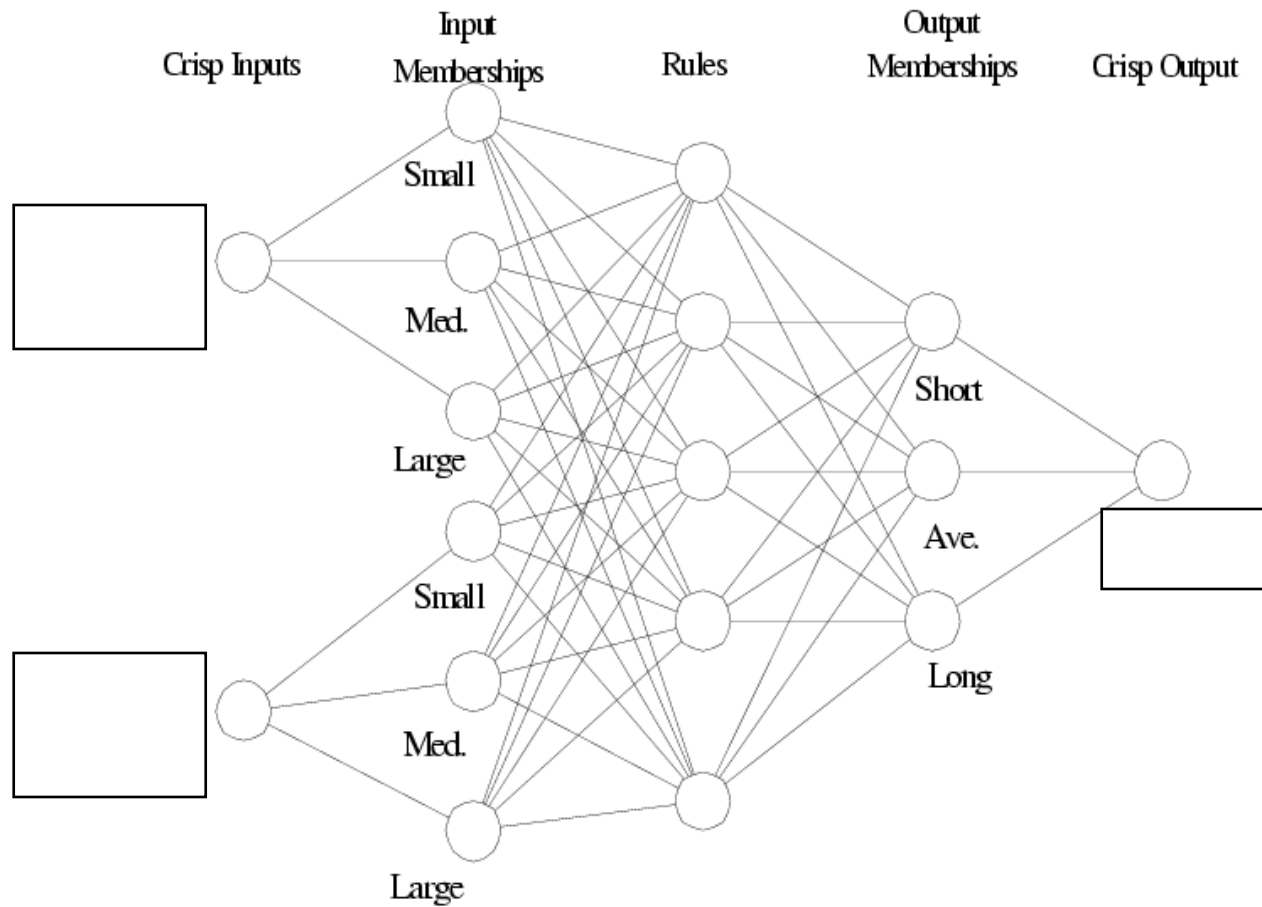 Crisp Inputs
Input
Memberships
Rules
Output
Memberships
Crisp Output
Small
Med.
Large
Small
Med.
Large
Short
Ave.
Long